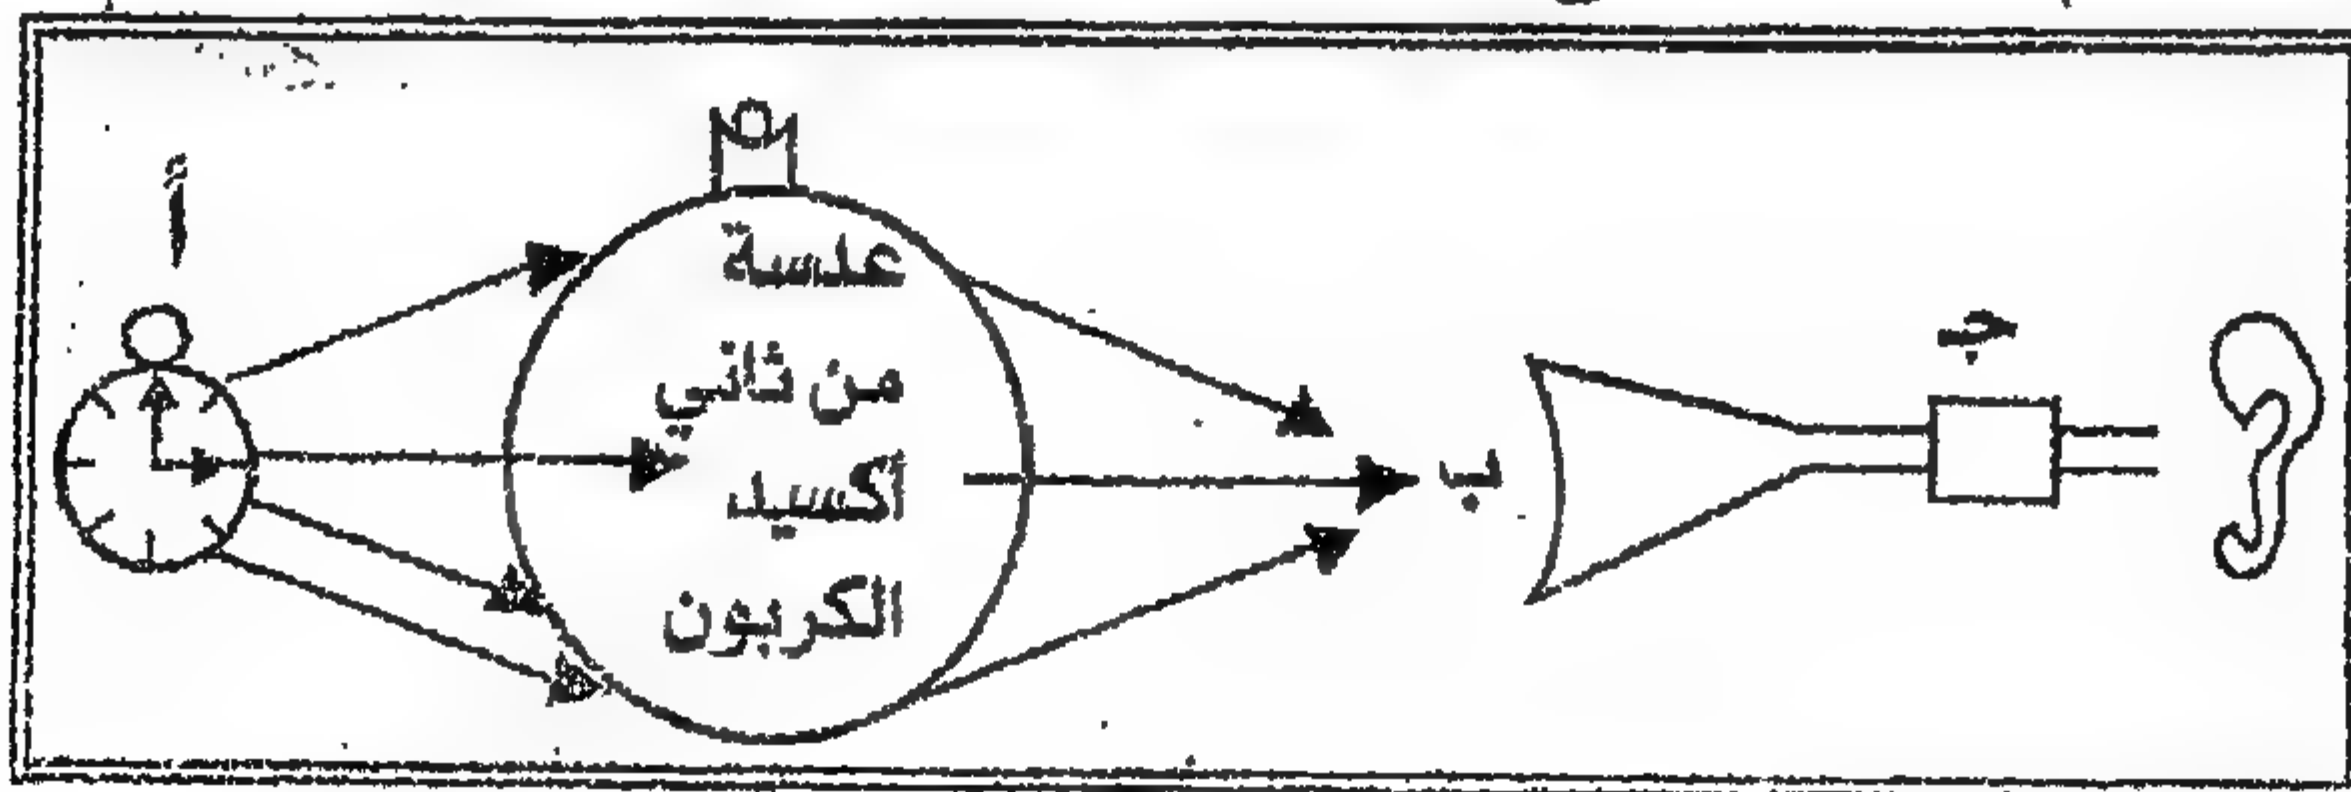 أ
عدسة
من ثاني
أكسيد
الكربون
ب
جـ